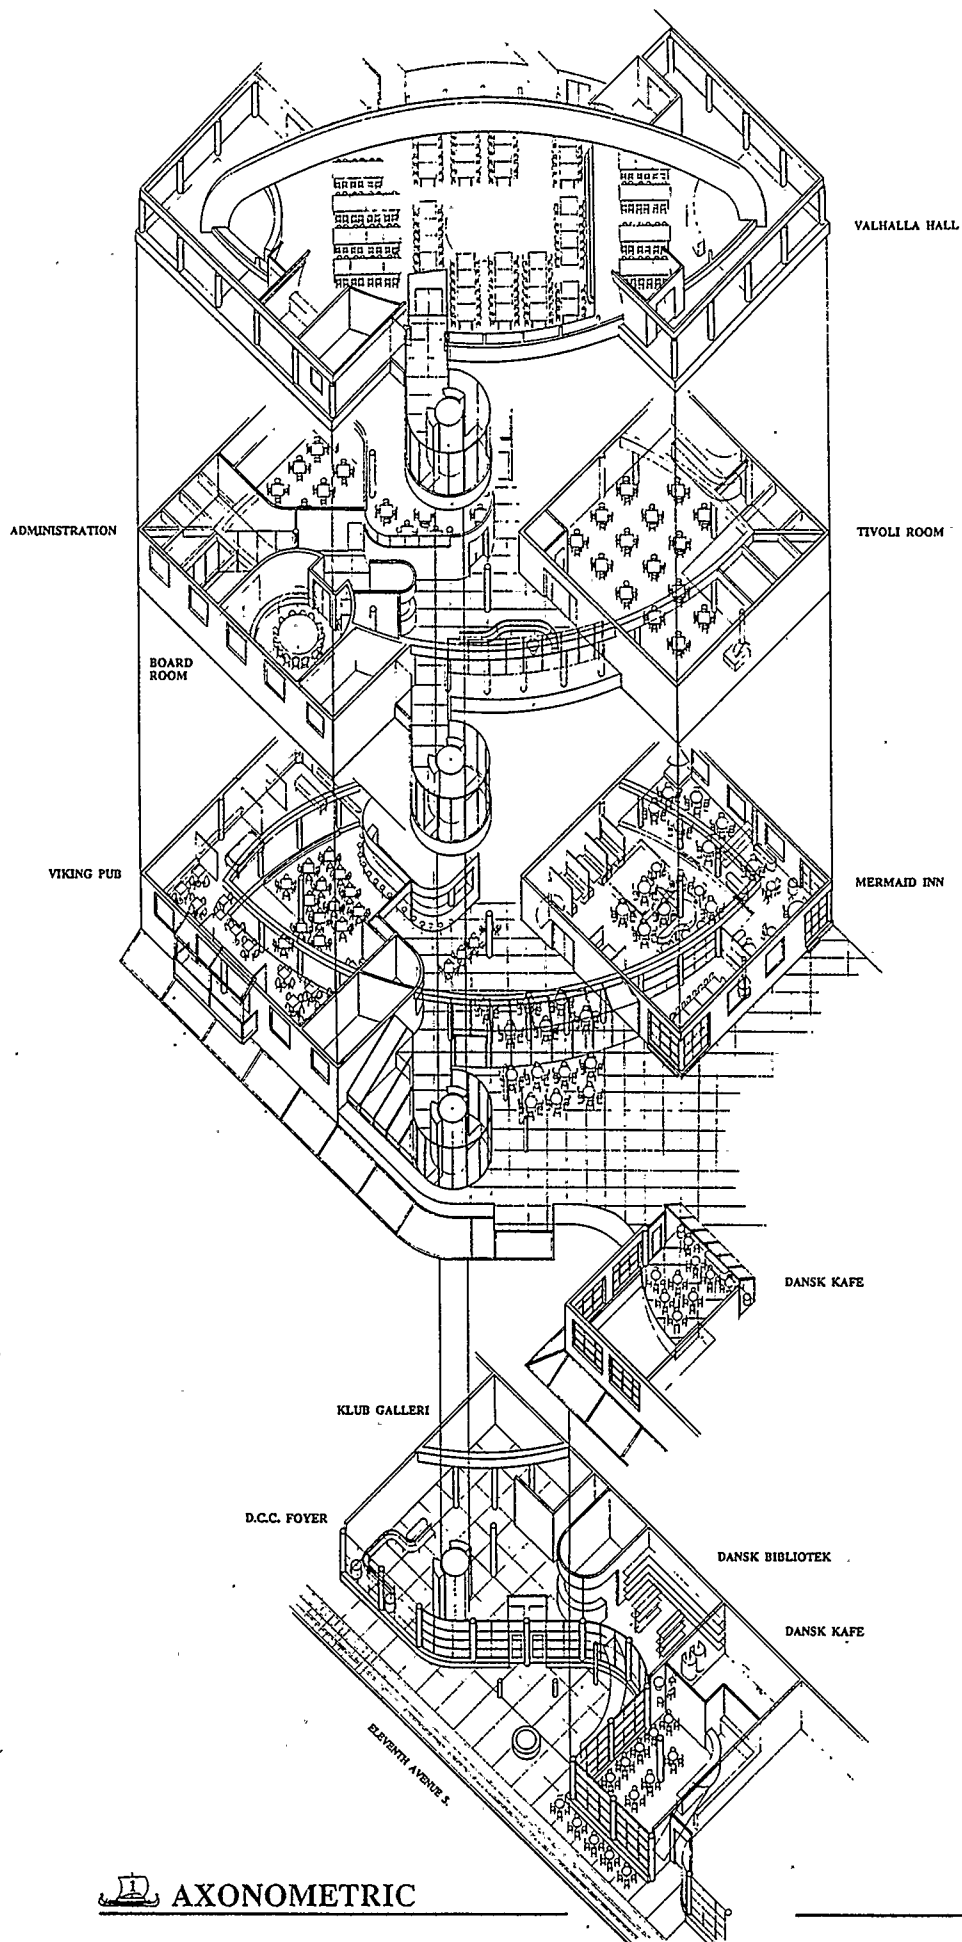 VALHALLA HALL
ADMINISTRATION
TIVOLI ROOM
BOARD
ROOM
VIKING PUB
MERMAID INN
DANSK KAFE
KLUB GALLERI
D.C.C. FOYER
DANSK BIBLIOTEK
DANSK KAFE
ELEVENTH AVENUE S.
1
AXONOMETRIC